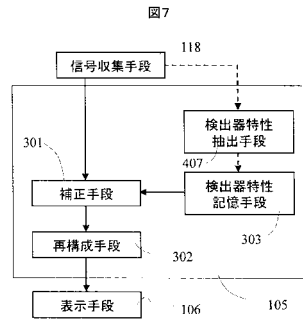 図7
信号収集手段
118
検出器特性
抽出手段
301
407
補正手段
検出器特性
記憶手段
303
再構成手段
302
表示手段
106
105